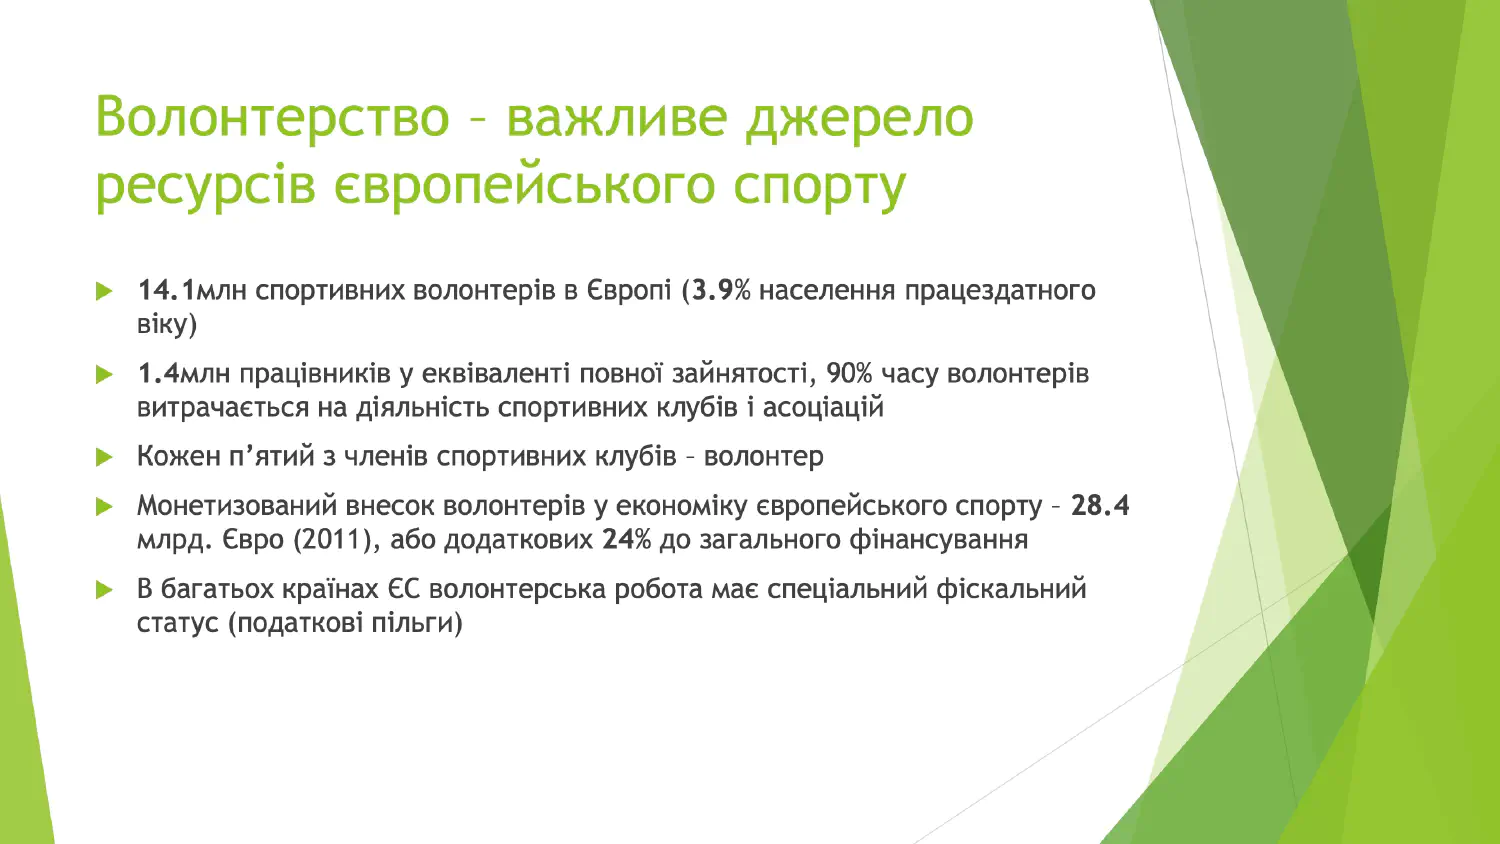 Волонтерство – важливе джерело
ресурсів європейського спорту
14.1млн спортивних волонтерів в Європі (3.9% населення працездатного
віку)
1.4млн працівників у еквіваленті повної зайнятості, 90% часу волонтерів
витрачається на діяльність спортивних клубів і асоціацій
Кожен п’ятий з членів спортивних клубів – волонтер
Монетизований внесок волонтерів у економіку європейського спорту – 28.4
млрд. Євро (2011), або додаткових 24% до загального фінансування
В багатьох країнах ЄС волонтерська робота має спеціальний фіскальний
статус (податкові пільги)